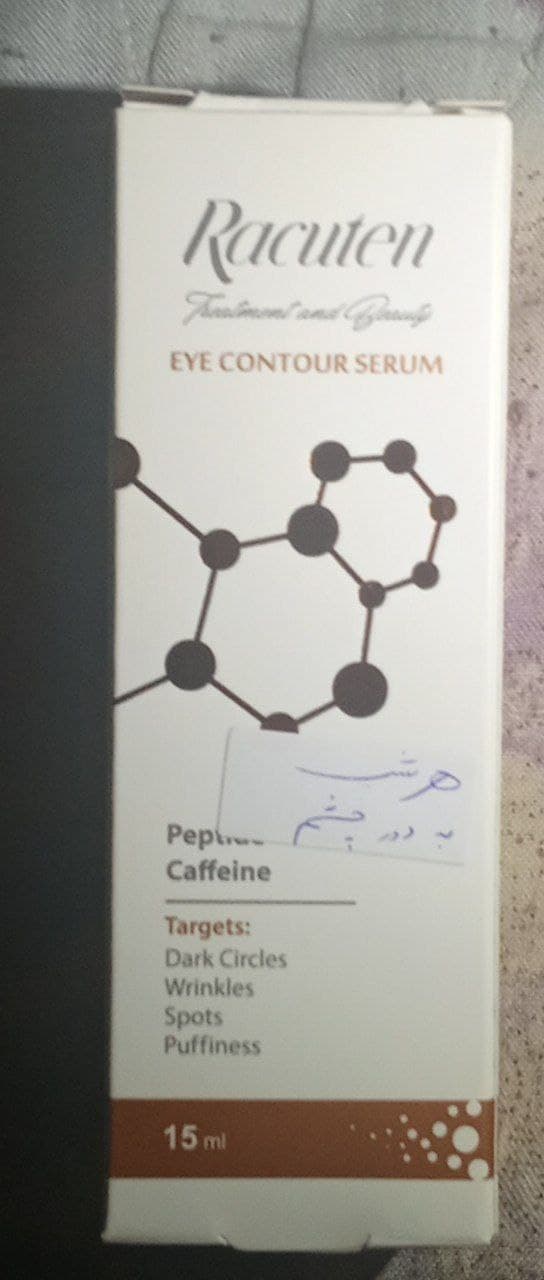 Racuten
Treatment and Beauty
EYE CONTOUR SERUM
هر شب
به دور چشم
Caffeine
Targets:
Dark Circles
Wrinkles
Spots
Puffiness
15 ml